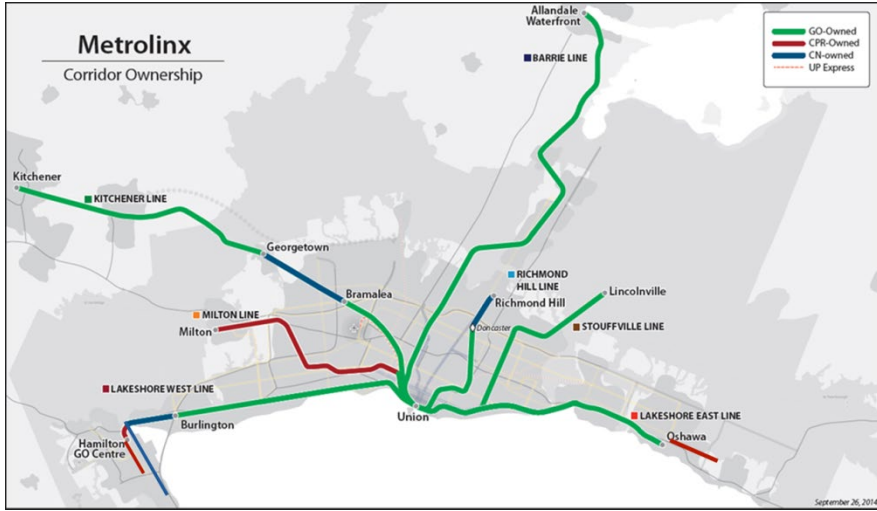 Metrolinx
Corridor Ownership
GO-Owned
CPR-Owned
CN-owned
UP Express
Allandale
Waterfront
BARRIE LINE
Kitchener
KITCHENER LINE
Georgetown
Bramalea
RICHMOND
HILL LINE
Richmond Hill
Lincolnville
MILTON LINE
Milton
Doncaster
STOUFFVILLE LINE
LAKESHORE WEST LINE
Burlington
Union
LAKESHORE EAST LINE
Oshawa
Hamilton
GO Centre
September 26, 2014